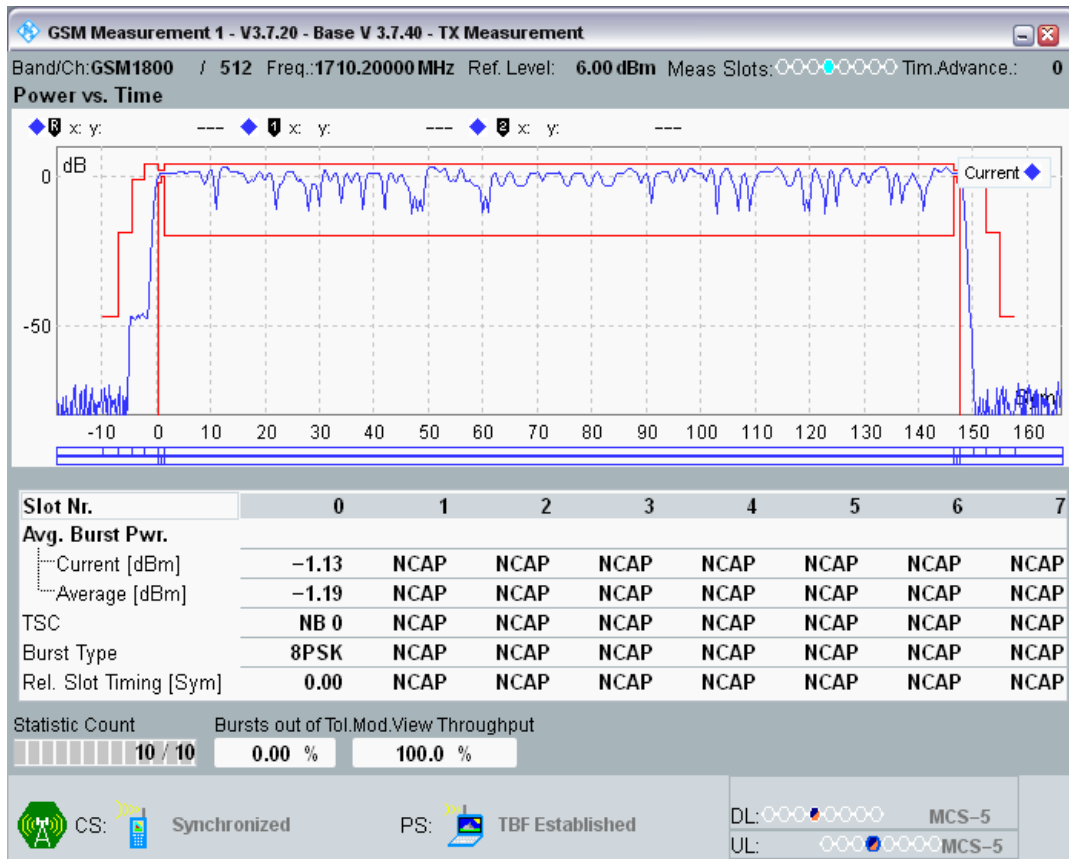 GSM Measurement 1 - V3.7.20 - Base V 3.7.40 - TX Measurement
Band/Ch:GSM1800 / 512 Freq.:1710.20000 MHz Ref. Level: 6.00 dBm Meas Slots: Tim.Advance.: 0
Power vs. Time
R x: y: --- 1 x: y: --- 2 x: y: ---
dB
0
Current
-50
Sym
-10 0 10 20 30 40 50 60 70 80 90 100 110 120 130 140 150 160
Slot Nr. 0 1 2 3 4 5 6 7
Avg. Burst Pwr.
Current [dBm] −1.13 NCAP NCAP NCAP NCAP NCAP NCAP NCAP
Average [dBm] −1.19 NCAP NCAP NCAP NCAP NCAP NCAP NCAP
TSC NB 0 NCAP NCAP NCAP NCAP NCAP NCAP NCAP
Burst Type 8PSK NCAP NCAP NCAP NCAP NCAP NCAP NCAP
Rel. Slot Timing [Sym] 0.00 NCAP NCAP NCAP NCAP NCAP NCAP NCAP
Statistic Count Bursts out of Tol.Mod.View Throughput
10 / 10 0.00 % 100.0 %
CS: Synchronized PS: TBF Established
DL: MCS−5
UL: MCS−5